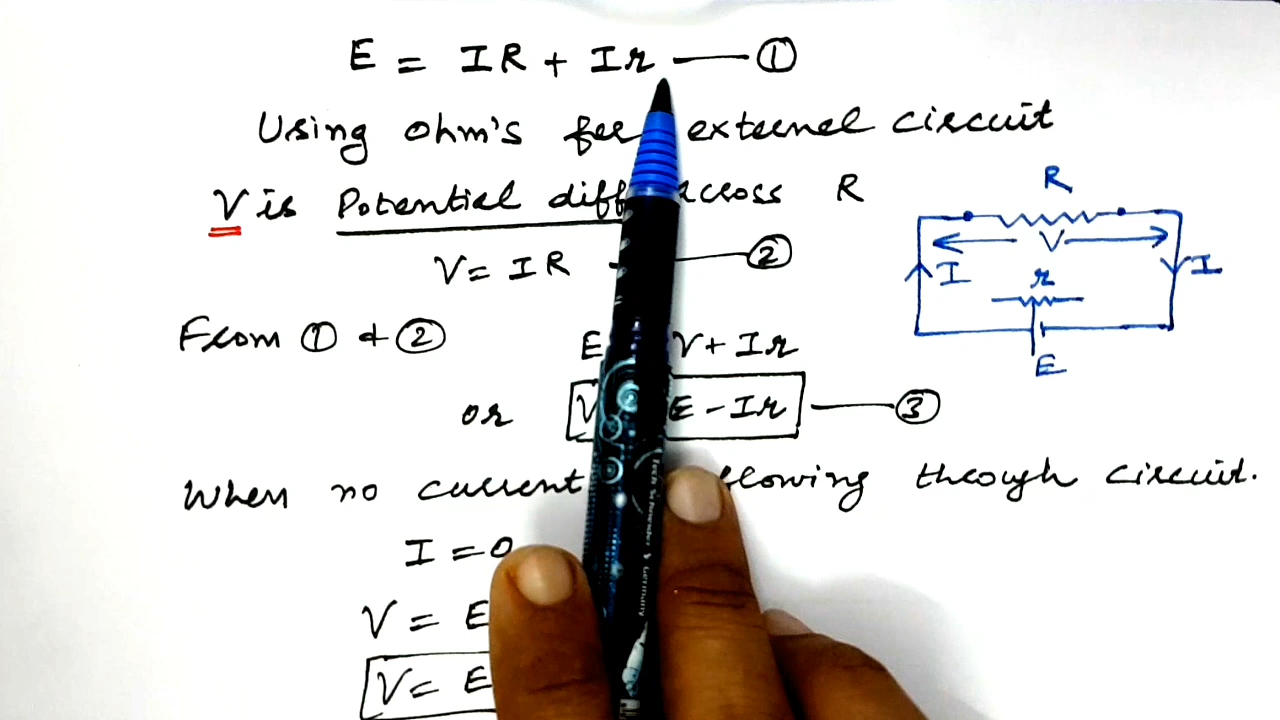 E = IR + Ir — ①
Using ohm's for external circuit
V is Potential diff across R
V = IR — ②
From ① & ②
E V + Ir
or V E - Ir — ③
When no current flowing through circuit.
I = 0
V = E
V = E
R
V
I
I
r
E